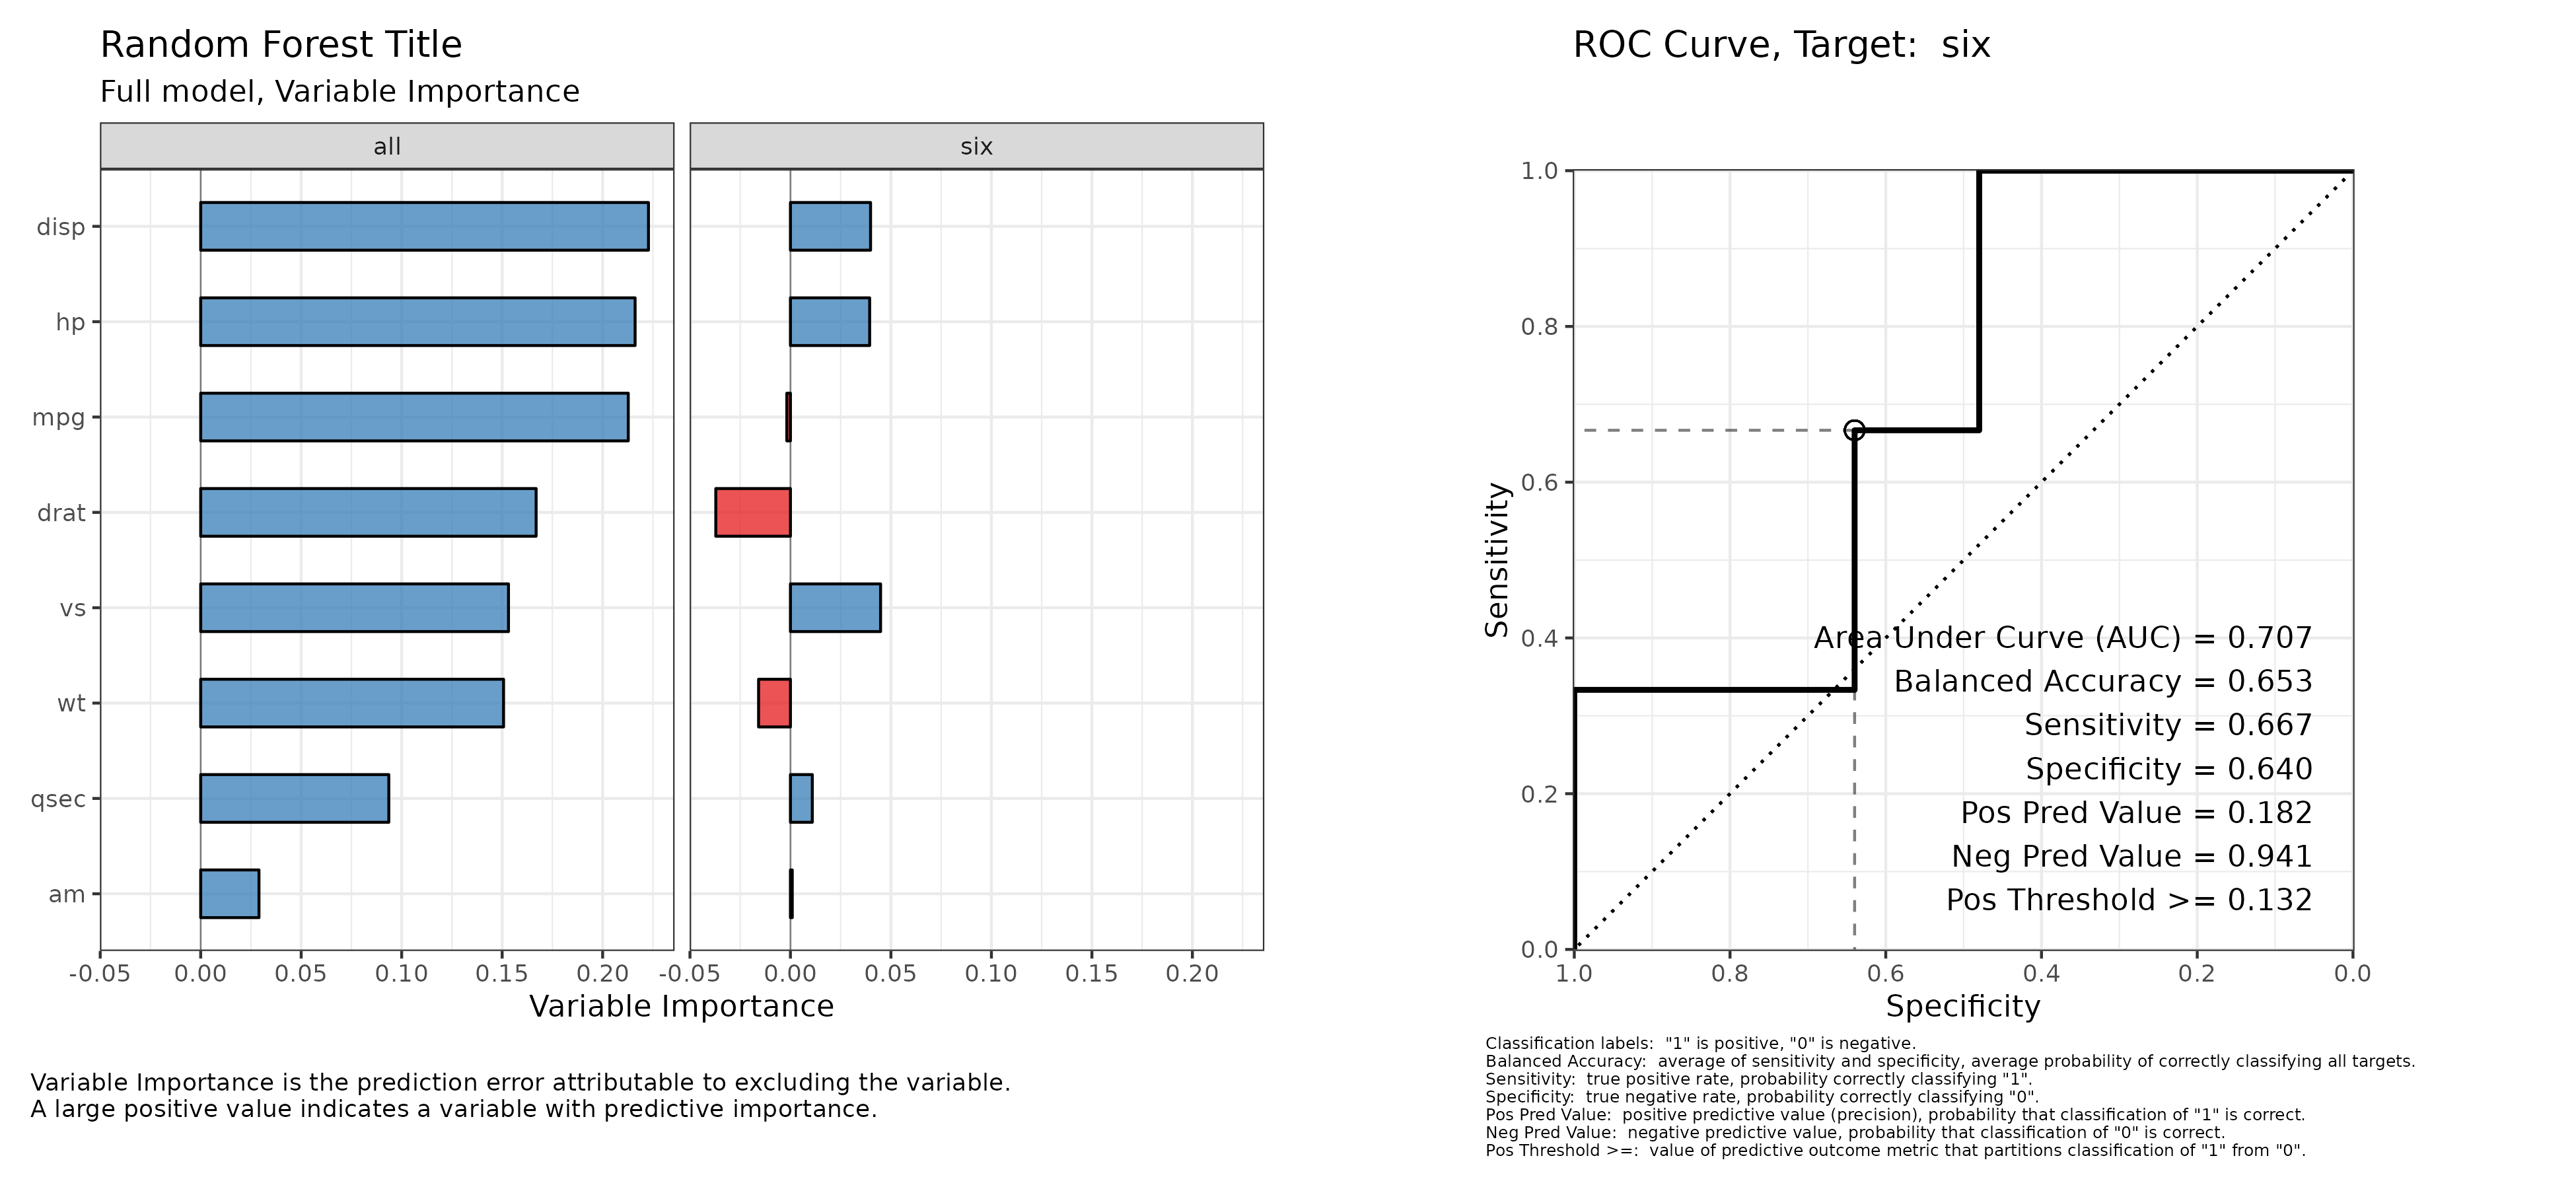 Random Forest Title
Full model, Variable Importance
all
six
disp
hp
mpg
drat
vs
wt
qsec
am
-0.05 0.00 0.05 0.10 0.15 0.20
-0.05 0.00 0.05 0.10 0.15 0.20
Variable Importance
Variable Importance is the prediction error attributable to excluding the variable.
A large positive value indicates a variable with predictive importance.
ROC Curve, Target:  six
Sensitivity
1.0
0.8
0.6
0.4
0.2
0.0
Area Under Curve (AUC) = 0.707
Balanced Accuracy = 0.653
Sensitivity = 0.667
Specificity = 0.640
Pos Pred Value = 0.182
Neg Pred Value = 0.941
Pos Threshold >= 0.132
1.0 0.8 0.6 0.4 0.2 0.0
Specificity
Classification labels:  "1" is positive, "0" is negative.
Balanced Accuracy:  average of sensitivity and specificity, average probability of correctly classifying all targets.
Sensitivity:  true positive rate, probability correctly classifying "1".
Specificity:  true negative rate, probability correctly classifying "0".
Pos Pred Value:  positive predictive value (precision), probability that classification of "1" is correct.
Neg Pred Value:  negative predictive value, probability that classification of "0" is correct.
Pos Threshold >=:  value of predictive outcome metric that partitions classification of "1" from "0".